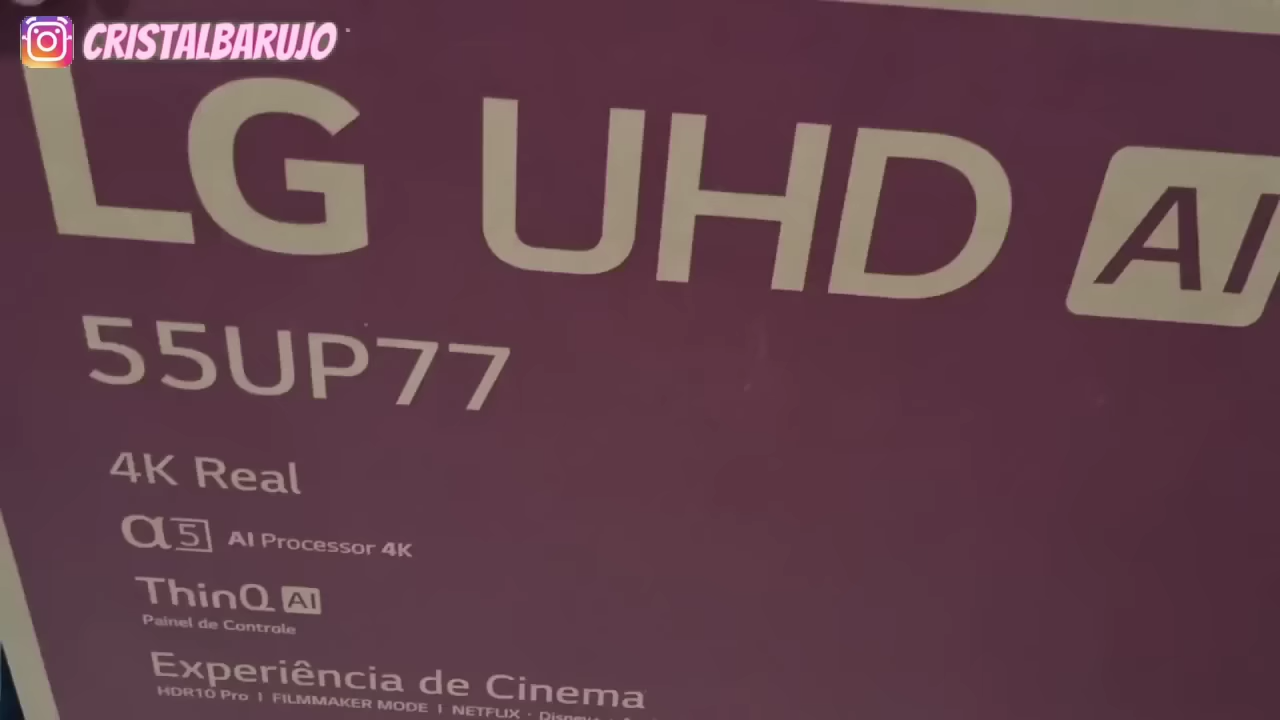 CRISTALBARUJO
LG UHD AI
55UP77
4K Real
α5 AI Processor 4K
ThinQ AI
Painel de Controle
Experiência de Cinema
HDR10 Pro | FILMMAKER MODE | NETFLIX ·